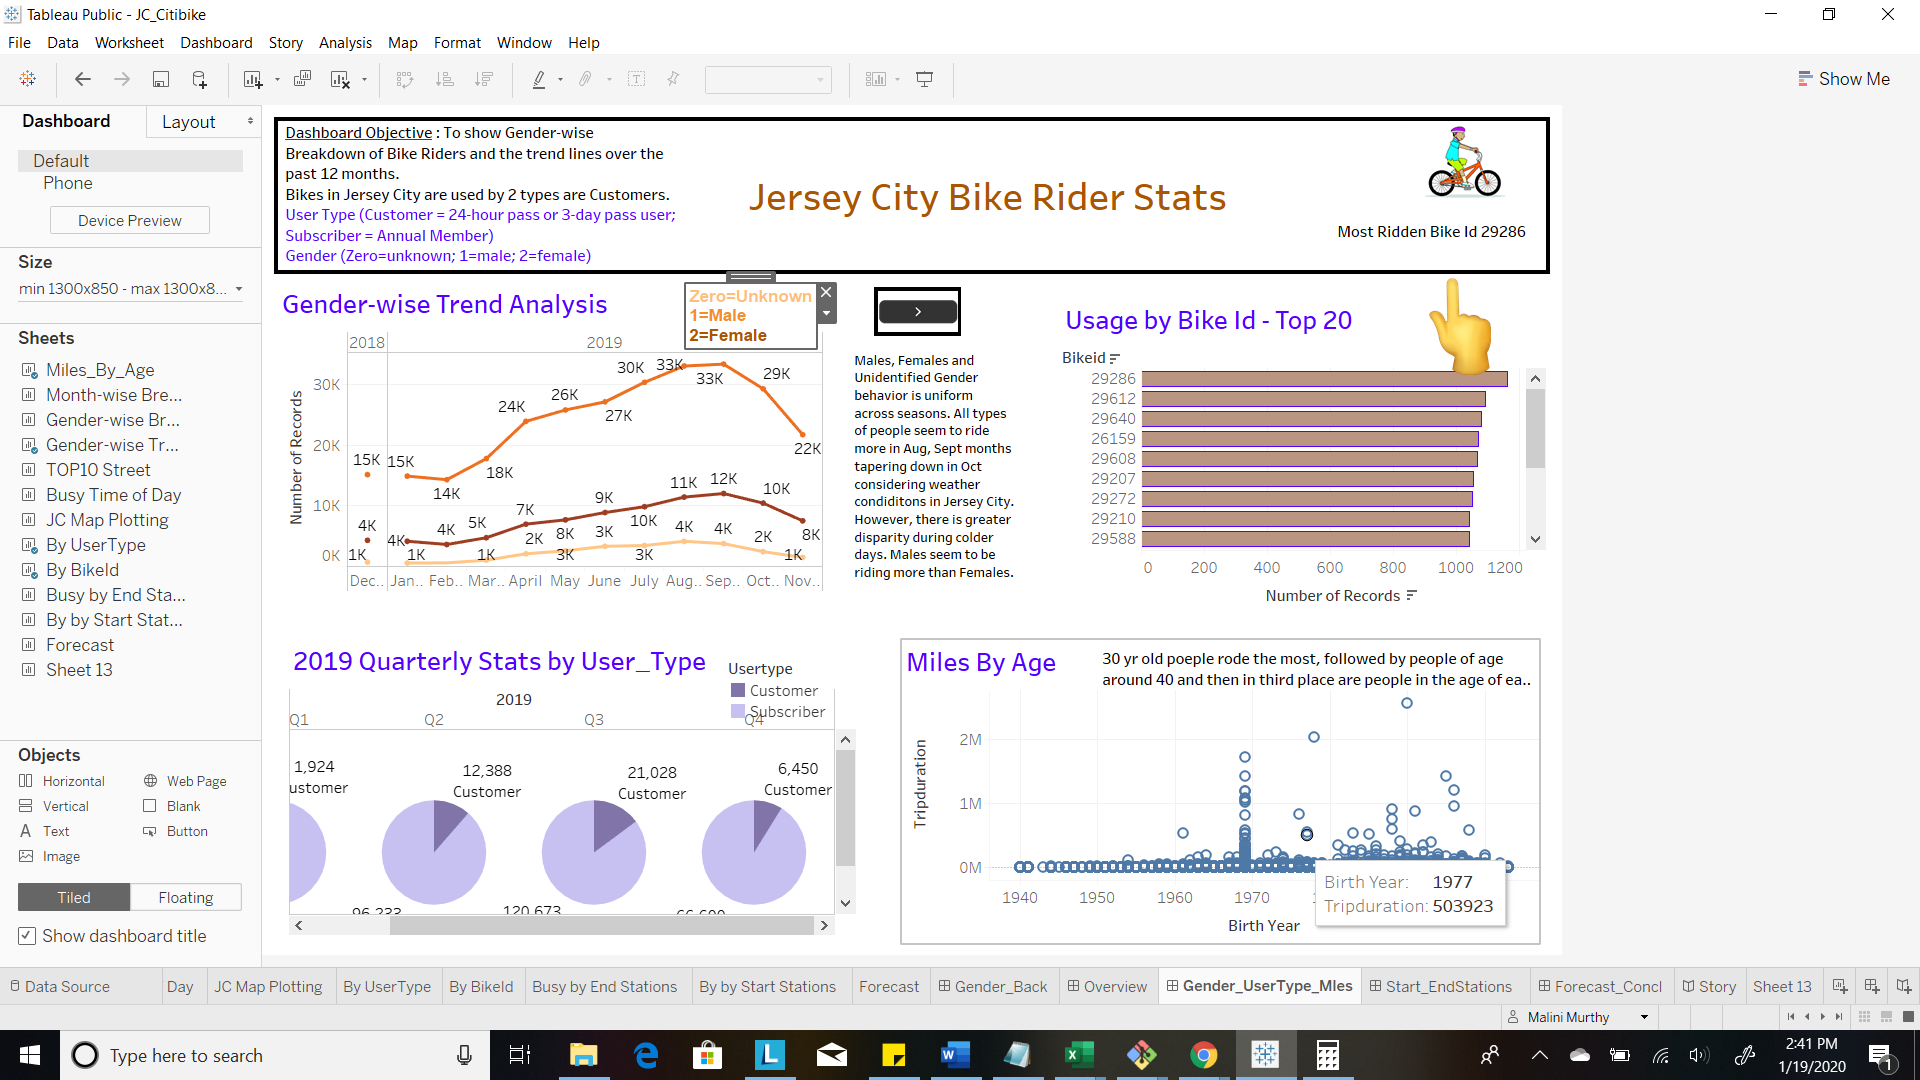 Tableau Public - JC_Citibike
File Data Worksheet Dashboard Story Analysis Map Format Window Help
Show Me
Dashboard Layout
Default
Phone
Device Preview
Size
min 1300x850 - max 1300x8...
Sheets
Miles_By_Age
Month-wise Bre...
Gender-wise Br...
Gender-wise Tr...
TOP10 Street
Busy Time of Day
JC Map Plotting
By UserType
By BikeId
Busy by End Sta...
By by Start Stat...
Forecast
Sheet 13
Objects
Horizontal Web Page
Vertical Blank
Text Button
Image
Tiled Floating
Show dashboard title
Dashboard Objective : To show Gender-wise
Breakdown of Bike Riders and the trend lines over the
past 12 months.
Bikes in Jersey City are used by 2 types are Customers.
User Type (Customer = 24-hour pass or 3-day pass user;
Subscriber = Annual Member)
Gender (Zero=unknown; 1=male; 2=female)
Jersey City Bike Rider Stats
Most Ridden Bike Id 29286
Gender-wise Trend Analysis
Zero=Unknown
1=Male
2=Female
2018 2019
Number of Records
30K
20K
10K
0K
15K 15K 14K 18K 24K 26K 27K 30K 33K 33K 29K 22K
4K 4K 4K 5K 7K 8K 9K 10K 11K 12K 10K 8K
1K 1K 1K 2K 3K 3K 3K 4K 4K 2K 1K
Dec.. Jan.. Feb.. Mar.. April May June July Aug.. Sep.. Oct.. Nov..
Males, Females and
Unidentified Gender
behavior is uniform
across seasons. All types
of people seem to ride
more in Aug, Sept months
tapering down in Oct
considering weather
condiditons in Jersey City.
However, there is greater
disparity during colder
days. Males seem to be
riding more than Females.
Usage by Bike Id - Top 20
Bikeid
29286
29612
29640
26159
29608
29207
29272
29210
29588
0 200 400 600 800 1000 1200
Number of Records
2019 Quarterly Stats by User_Type
Usertype
Customer
Subscriber
2019
Q1 Q2 Q3 Q4
1,924
ustomer
12,388
Customer
21,028
Customer
6,450
Customer
96,233 120,673 66,600
Miles By Age
30 yr old poeple rode the most, followed by people of age
around 40 and then in third place are people in the age of ea..
Tripduration
2M
1M
0M
1940 1950 1960 1970
Birth Year
Birth Year: 1977
Tripduration: 503923
Data Source Day JC Map Plotting By UserType By BikeId Busy by End Stations By by Start Stations Forecast Gender_Back Overview Gender_UserType_MIes Start_EndStations Forecast_Concl Story Sheet 13
Malini Murthy
Type here to search
2:41 PM
1/19/2020
1